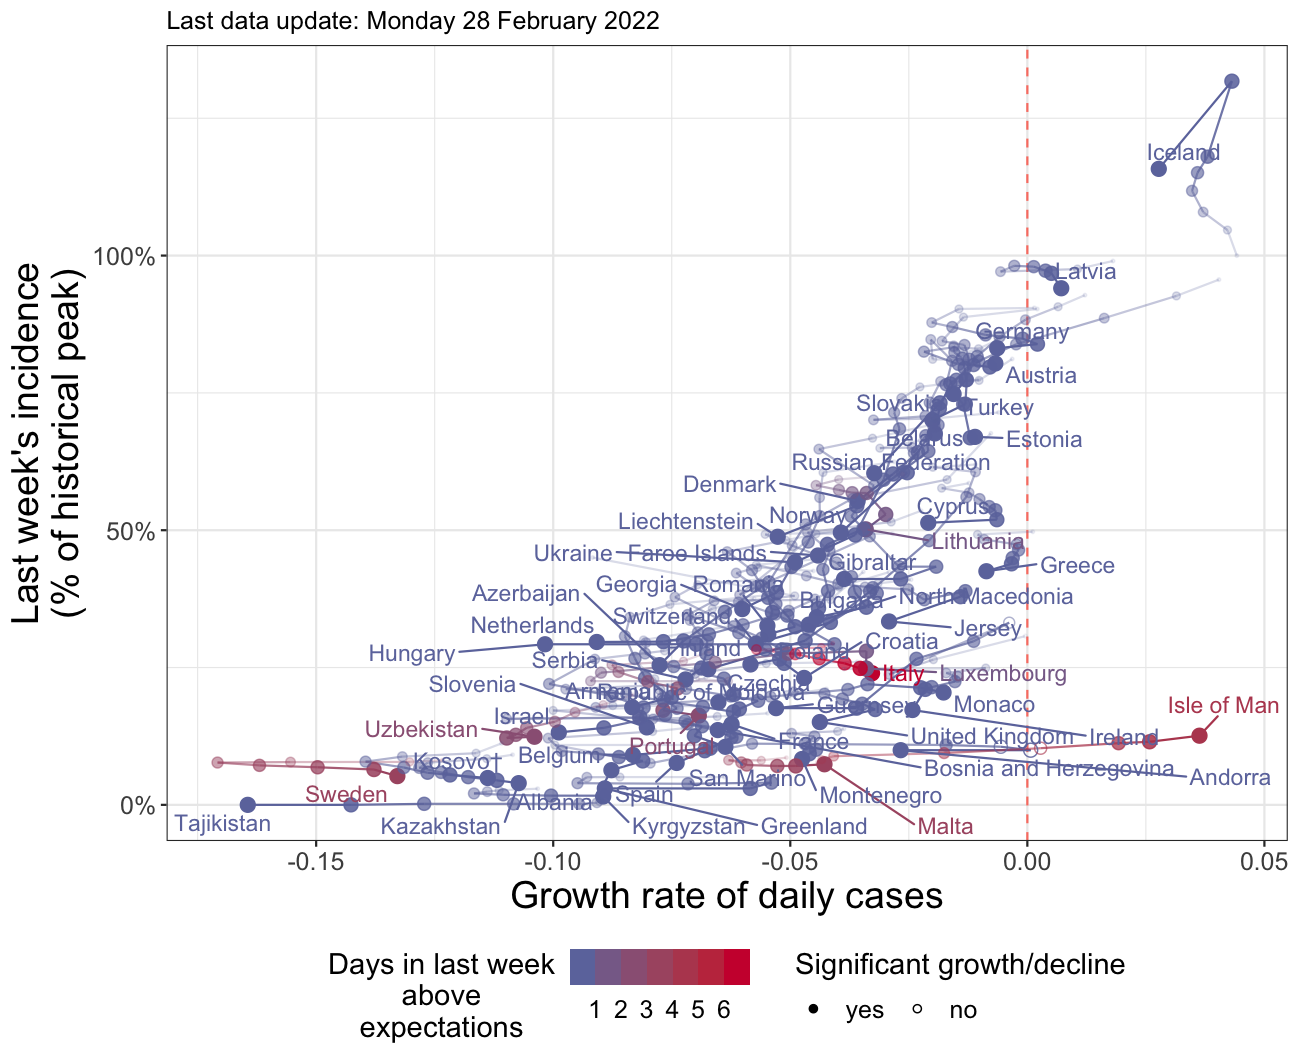 Last data update: Monday 28 February 2022
Last week's incidence
(% of historical peak)
100%
50%
0%
Iceland
Latvia
Germany
Austria
Slovakia
Turkey
Belarus
Estonia
Russian Federation
Denmark
Cyprus
Norway
Liechtenstein
Lithuania
Ukraine
Faroe Islands
Gibraltar
Greece
Georgia
Romania
Azerbaijan
Bulgaria
North Macedonia
Switzerland
Netherlands
Jersey
Croatia
Hungary
Finland
Poland
Serbia
Italy
Luxembourg
Slovenia
Czechia
Armenia
Republic of Moldova
Guernsey
Monaco
Israel
Isle of Man
Uzbekistan
United Kingdom
Ireland
Portugal
France
Belgium
Kosovo†
San Marino
Bosnia and Herzegovina
Andorra
Sweden
Spain
Montenegro
Albania
Tajikistan
Kazakhstan
Kyrgyzstan
Greenland
Malta
-0.15
-0.10
-0.05
0.00
0.05
Growth rate of daily cases
Days in last week
above
expectations
1 2 3 4 5 6
Significant growth/decline
yes
no